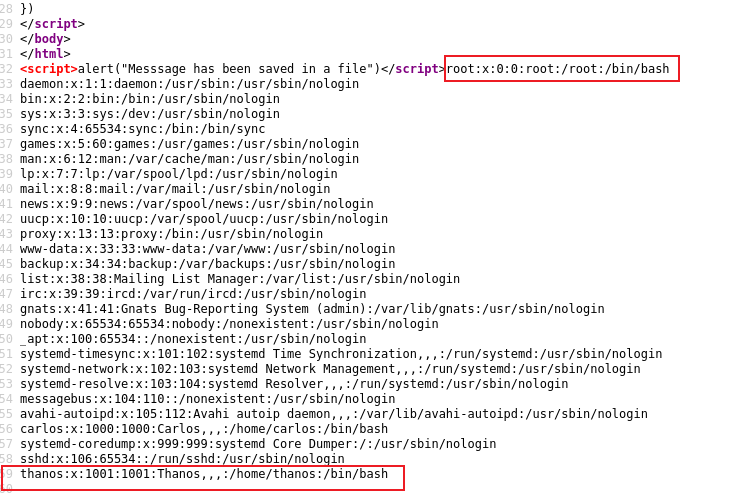 28 })
29 </script>
30 </body>
31 </html>
32 <script>alert("Messsage has been saved in a file")</script>root:x:0:0:root:/root:/bin/bash
33 daemon:x:1:1:daemon:/usr/sbin:/usr/sbin/nologin
34 bin:x:2:2:bin:/bin:/usr/sbin/nologin
35 sys:x:3:3:sys:/dev:/usr/sbin/nologin
36 sync:x:4:65534:sync:/bin:/bin/sync
37 games:x:5:60:games:/usr/games:/usr/sbin/nologin
38 man:x:6:12:man:/var/cache/man:/usr/sbin/nologin
39 lp:x:7:7:lp:/var/spool/lpd:/usr/sbin/nologin
40 mail:x:8:8:mail:/var/mail:/usr/sbin/nologin
41 news:x:9:9:news:/var/spool/news:/usr/sbin/nologin
42 uucp:x:10:10:uucp:/var/spool/uucp:/usr/sbin/nologin
43 proxy:x:13:13:proxy:/bin:/usr/sbin/nologin
44 www-data:x:33:33:www-data:/var/www:/usr/sbin/nologin
45 backup:x:34:34:backup:/var/backups:/usr/sbin/nologin
46 list:x:38:38:Mailing List Manager:/var/list:/usr/sbin/nologin
47 irc:x:39:39:ircd:/var/run/ircd:/usr/sbin/nologin
48 gnats:x:41:41:Gnats Bug-Reporting System (admin):/var/lib/gnats:/usr/sbin/nologin
49 nobody:x:65534:65534:nobody:/nonexistent:/usr/sbin/nologin
50 _apt:x:100:65534::/nonexistent:/usr/sbin/nologin
51 systemd-timesync:x:101:102:systemd Time Synchronization,,,:/run/systemd:/usr/sbin/nologin
52 systemd-network:x:102:103:systemd Network Management,,,:/run/systemd:/usr/sbin/nologin
53 systemd-resolve:x:103:104:systemd Resolver,,,:/run/systemd:/usr/sbin/nologin
54 messagebus:x:104:110::/nonexistent:/usr/sbin/nologin
55 avahi-autoipd:x:105:112:Avahi autoip daemon,,,:/var/lib/avahi-autoipd:/usr/sbin/nologin
56 carlos:x:1000:1000:Carlos,,,:/home/carlos:/bin/bash
57 systemd-coredump:x:999:999:systemd Core Dumper:/:/usr/sbin/nologin
58 sshd:x:106:65534::/run/sshd:/usr/sbin/nologin
59 thanos:x:1001:1001:Thanos,,,:/home/thanos:/bin/bash